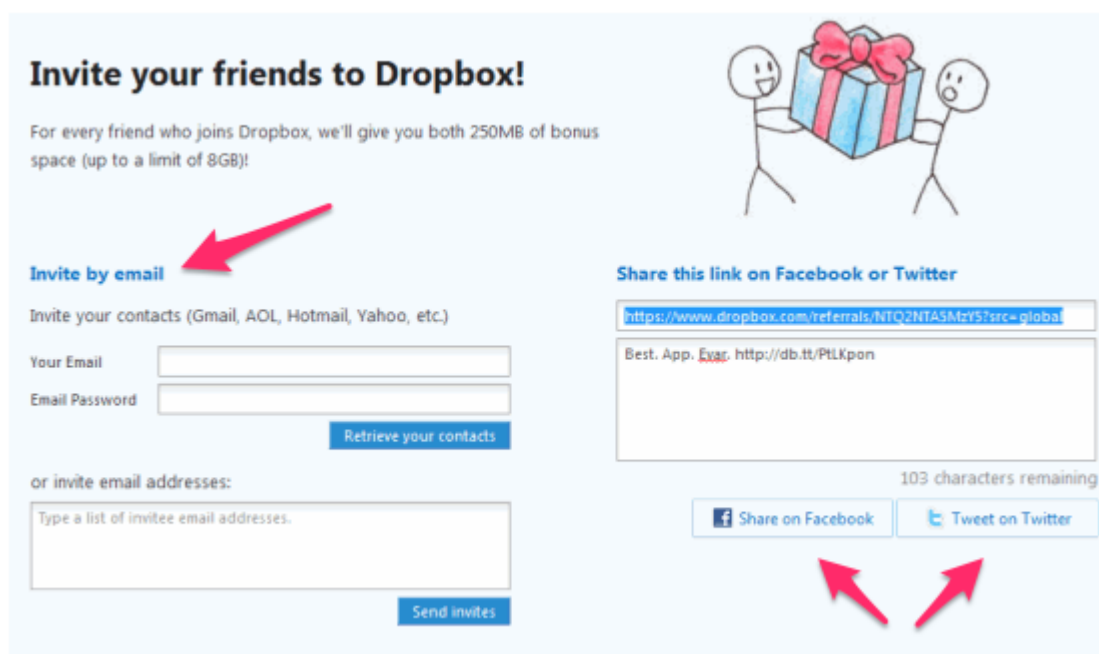 Invite your friends to Dropbox!
For every friend who joins Dropbox, we'll give you both 250MB of bonus
space (up to a limit of 8GB)!
Invite by email
Invite your contacts (Gmail, AOL, Hotmail, Yahoo, etc.)
Your Email
Email Password
Retrieve your contacts
or invite email addresses:
Type a list of invitee email addresses.
Send invites
Share this link on Facebook or Twitter
https://www.dropbox.com/referrals/NTQ2NTA5MzY5?src=global
Best. App. Evar. http://db.tt/PtLKpon
103 characters remaining
Share on Facebook
Tweet on Twitter